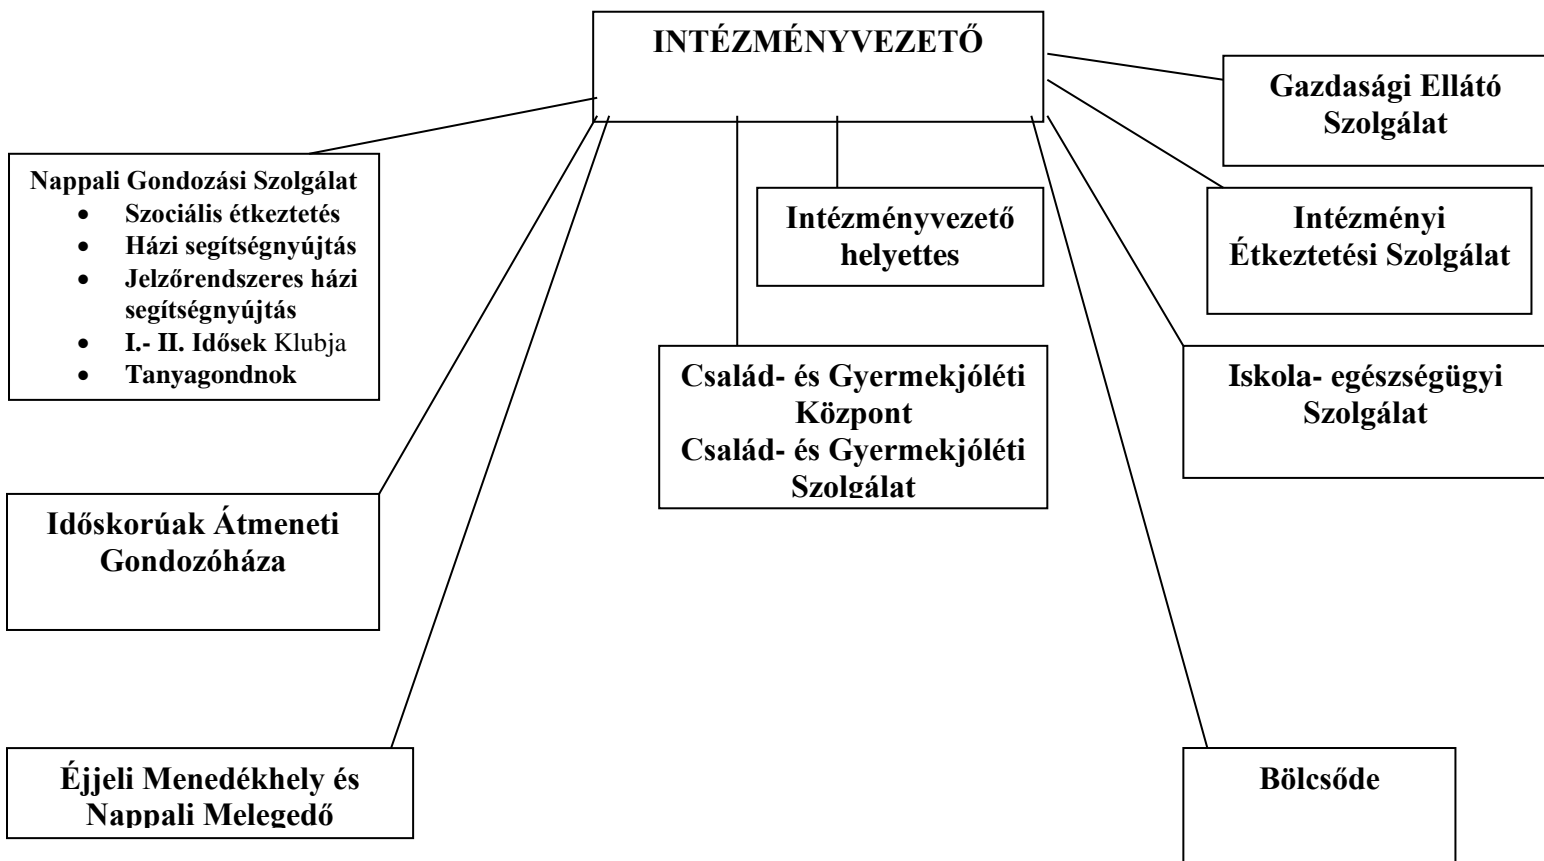 INTÉZMÉNYVEZETŐ
Gazdasági Ellátó
Szolgálat
Nappali Gondozási Szolgálat
• Szociális étkeztetés
• Házi segítségnyújtás
• Jelzőrendszeres házi
segítségnyújtás
• I.- II. Idősek Klubja
• Tanyagondnok
Intézményvezető
helyettes
Intézményi
Étkeztetési Szolgálat
Család- és Gyermekjóléti
Központ
Család- és Gyermekjóléti
Szolgálat
Iskola- egészségügyi
Szolgálat
Időskorúak Átmeneti
Gondozóháza
Éjjeli Menedékhely és
Nappali Melegedő
Bölcsőde